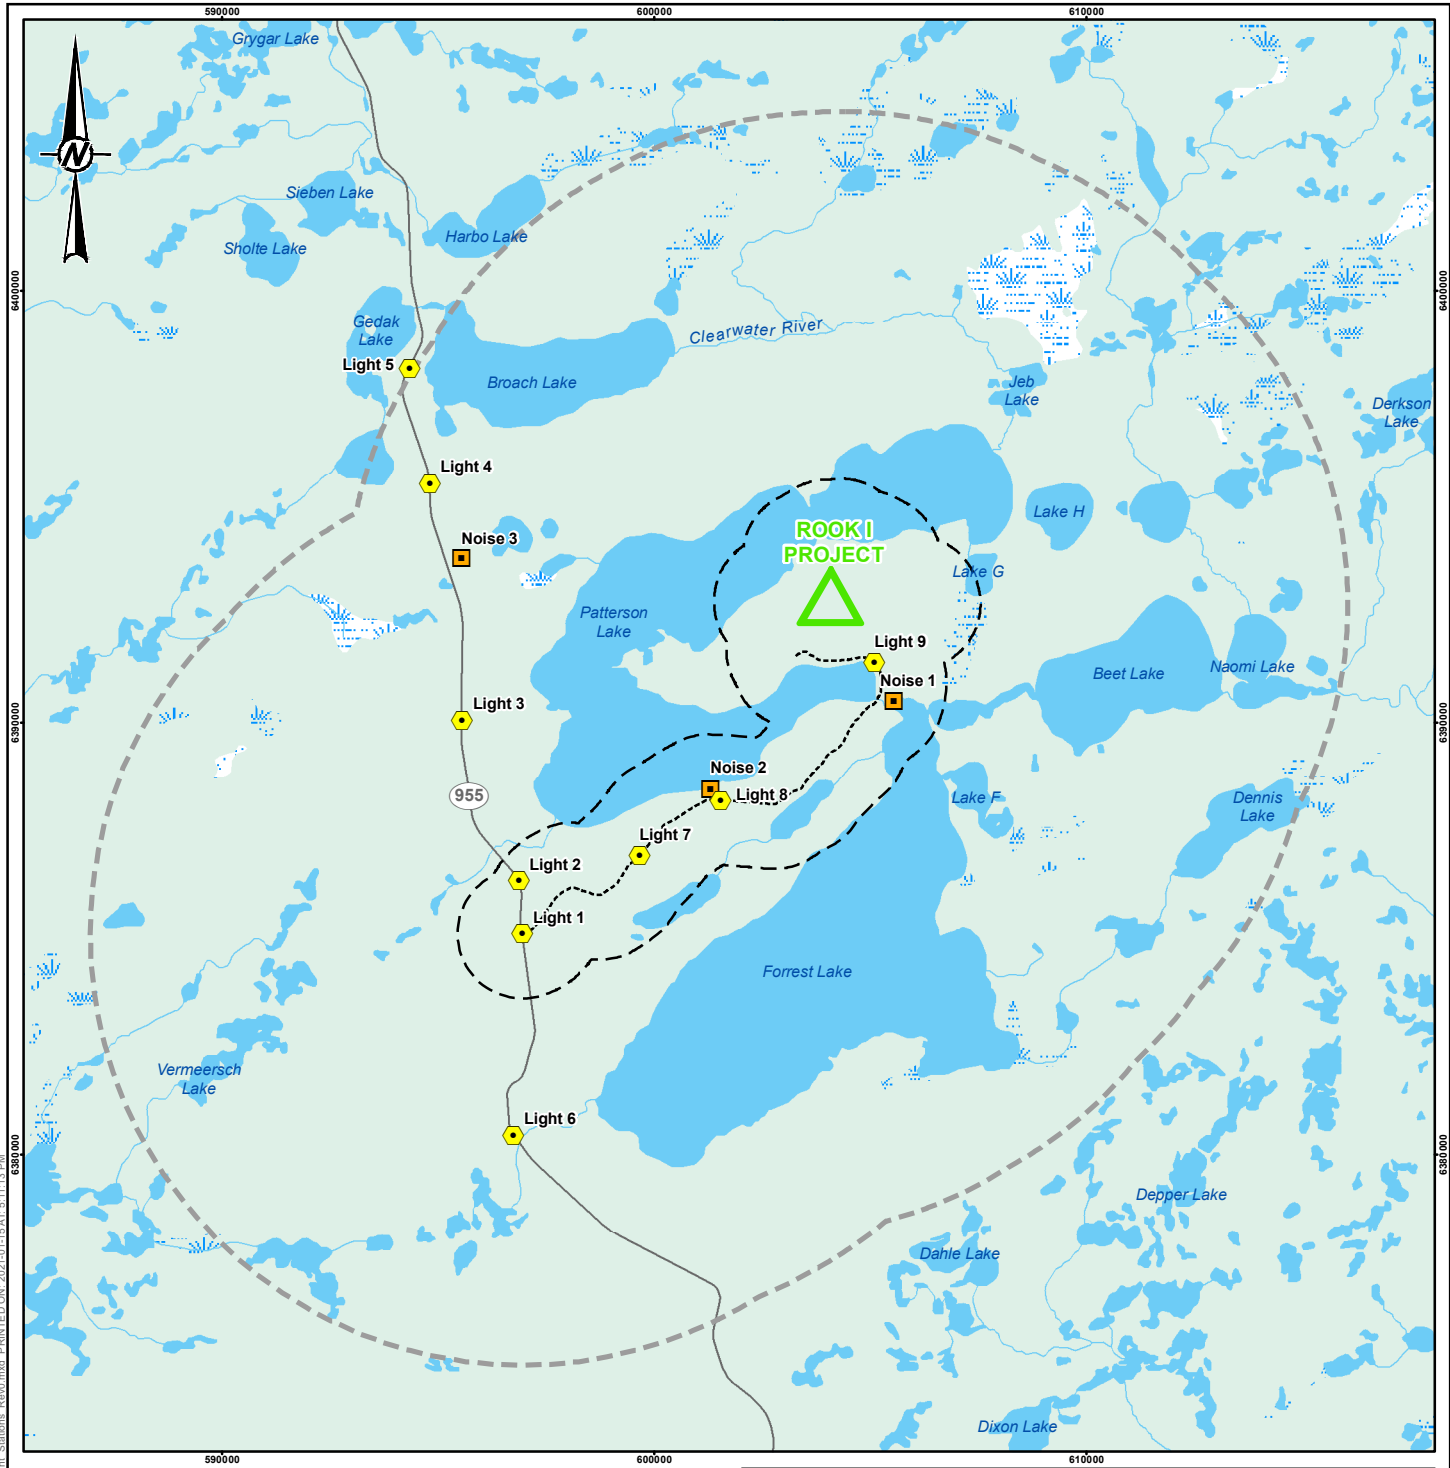 590000
600000
610000
Grygar Lake
N
Sieben Lake
Sholte Lake
Harbo Lake
6400000
6400000
Gedak
Lake
Clearwater River
Light 5
Broach Lake
Jeb
Lake
Derkson
Lake
Light 4
Lake H
Noise 3
ROOK I
PROJECT
Lake G
Patterson
Lake
Light 9
Naomi Lake
Beet Lake
Noise 1
Light 3
6390000
6390000
Noise 2
955
Light 8
Lake F
Dennis
Lake
Light 7
Light 2
Light 1
Forrest Lake
Vermeersch
Lake
Light 6
6380000
6380000
Depper Lake
Dahle Lake
Dixon Lake
590000
600000
610000